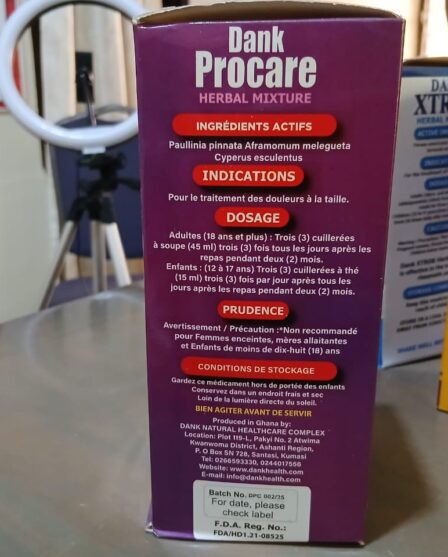 Dank
Procare
HERBAL MIXTURE
INGRÉDIENTS ACTIFS
Paullinia pinnata Aframomum melegueta
Cyperus esculentus
INDICATIONS
Pour le traitement des douleurs à la taille.
DOSAGE
Adultes (18 ans et plus) : Trois (3) cuillerées
à soupe (45 ml) trois (3) fois tous les jours après les
repas pendant deux (2) mois.
Enfants : (12 à 17 ans) Trois (3) cuillerées à thé
(15 ml) trois (3) fois par jour après tous les
jours après les repas pendant deux (2) mois.
PRUDENCE
Avertissement / Précaution :*Non recommandé
pour Femmes enceintes, mères allaitantes
et Enfants de moins de dix-huit (18) ans
CONDITIONS DE STOCKAGE
Gardez ce médicament hors de portée des enfants
Conservez dans un endroit frais et sec
Loin de la lumière directe du soleil.
BIEN AGITER AVANT DE SERVIR
Produced in Ghana by:
DANK NATURAL HEALTHCARE COMPLEX
Location: Plot 119-L, Pakyi No. 2 Atwima
Kwanwoma District, Ashanti Region,
P. O Box SN 728, Santasi, Kumasi
Tel: 0266593330, 0244017556
Website: www.dankhealth.com
E-mail: info@dankhealth.com
Batch No. DPC 002/25
For date, please
check label
F.D.A. Reg. No.:
FDA/HD1.21-08525
DA
XTR
HERBAL M
SHAKE WELL BE